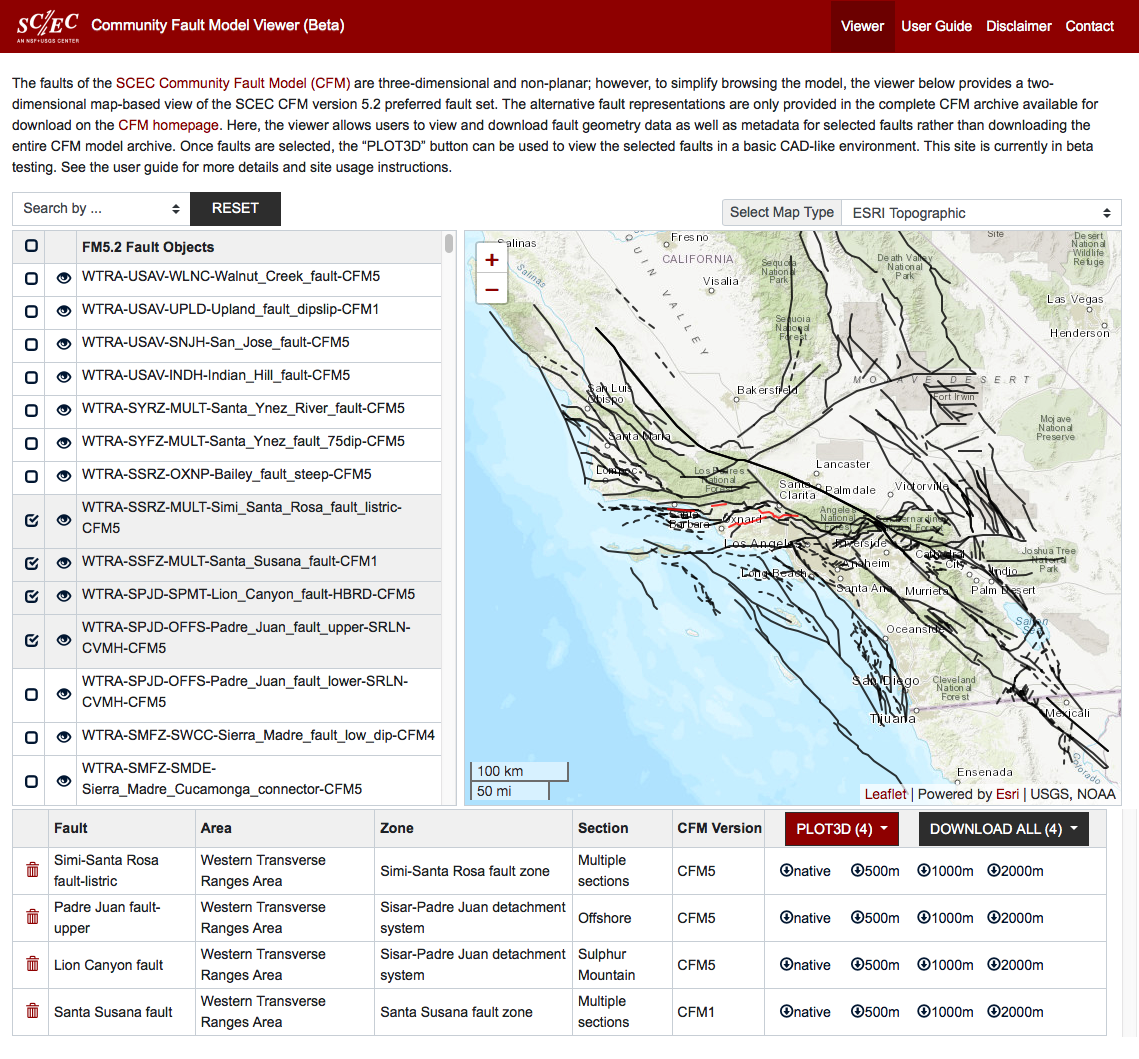 SC/EC
AN NSF+USGS CENTER
Community Fault Model Viewer (Beta)
Viewer User Guide Disclaimer Contact
The faults of the SCEC Community Fault Model (CFM) are three-dimensional and non-planar; however, to simplify browsing the model, the viewer below provides a two-
dimensional map-based view of the SCEC CFM version 5.2 preferred fault set. The alternative fault representations are only provided in the complete CFM archive available for
download on the CFM homepage. Here, the viewer allows users to view and download fault geometry data as well as metadata for selected faults rather than downloading the
entire CFM model archive. Once faults are selected, the “PLOT3D” button can be used to view the selected faults in a basic CAD-like environment. This site is currently in beta
testing. See the user guide for more details and site usage instructions.
Search by ... RESET
Select Map Type ESRI Topographic
FM5.2 Fault Objects
WTRA-USAV-WLNC-Walnut_Creek_fault-CFM5
WTRA-USAV-UPLD-Upland_fault_dipslip-CFM1
WTRA-USAV-SNJH-San_Jose_fault-CFM5
WTRA-USAV-INDH-Indian_Hill_fault-CFM5
WTRA-SYRZ-MULT-Santa_Ynez_River_fault-CFM5
WTRA-SYFZ-MULT-Santa_Ynez_fault_75dip-CFM5
WTRA-SSRZ-OXNP-Bailey_fault_steep-CFM5
WTRA-SSRZ-MULT-Simi_Santa_Rosa_fault_listric-
CFM5
WTRA-SSFZ-MULT-Santa_Susana_fault-CFM1
WTRA-SPJD-SPMT-Lion_Canyon_fault-HBRD-CFM5
WTRA-SPJD-OFFS-Padre_Juan_fault_upper-SRLN-
CVMH-CFM5
WTRA-SPJD-OFFS-Padre_Juan_fault_lower-SRLN-
CVMH-CFM5
WTRA-SMFZ-SWCC-Sierra_Madre_fault_low_dip-CFM4
WTRA-SMFZ-SMDE-
Sierra_Madre_Cucamonga_connector-CFM5
+
−
Salinas
Salinas
Fresno
CALIFORNIA
Visalia
Sequoia
National
Park
Sequoia
National
Forest
Death Valley
National
Park
Site
Desert
National
Wildlife
Refuge
Las Vegas
Henderson
VALLEY
San Luis
Obispo
Bakersfield
MOJAVE DESERT
Fort Irwin
Mojave
National
Preserve
Santa Maria
Lompoc
Los Padres
National
Forest
Lancaster
Santa
Clarita
Palmdale
Victorville
Barbara
Oxnard
Angeles
National
Forest
Los Angeles
Riverside
Anaheim
Long Beach
Santa Ana
Cathedral
City
Indio
Joshua Tree
National
Park
Murrieta
Palm Desert
Salton
Sea
Oceanside
San Diego
Cleveland
National
Forest
Tijuana
Mexicali
Colorado
Ensenada
100 km
50 mi
Leaflet | Powered by Esri | USGS, NOAA
Fault Area Zone Section CFM Version PLOT3D (4) DOWNLOAD ALL (4)
Simi-Santa Rosa
fault-listric
Western Transverse
Ranges Area
Simi-Santa Rosa fault zone
Multiple
sections
CFM5
native 500m 1000m 2000m
Padre Juan fault-
upper
Western Transverse
Ranges Area
Sisar-Padre Juan detachment
system
Offshore
CFM5
native 500m 1000m 2000m
Lion Canyon fault
Western Transverse
Ranges Area
Sisar-Padre Juan detachment
system
Sulphur
Mountain
CFM5
native 500m 1000m 2000m
Santa Susana fault
Western Transverse
Ranges Area
Santa Susana fault zone
Multiple
sections
CFM1
native 500m 1000m 2000m